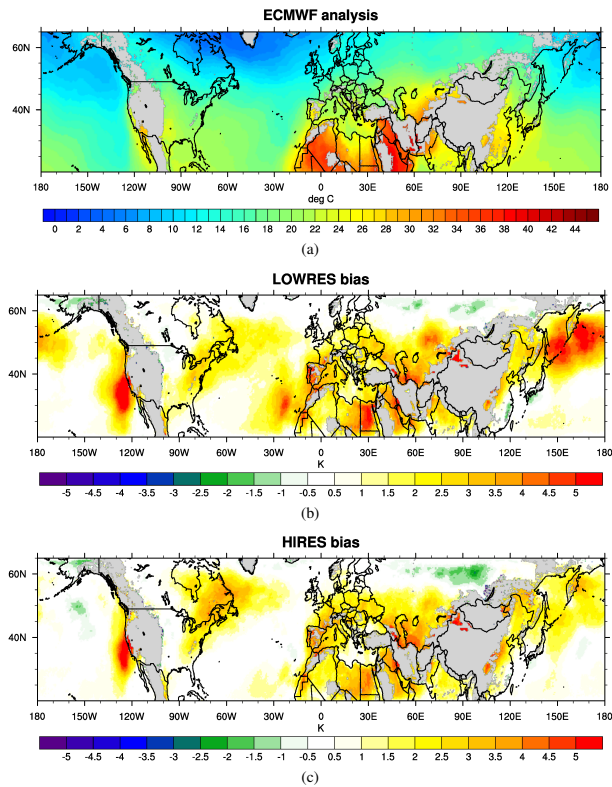 ECMWF analysis
60N
40N
180 150W 120W 90W 60W 30W 0 30E 60E 90E 120E 150E 180
deg C
0 2 4 6 8 10 12 14 16 18 20 22 24 26 28 30 32 34 36 38 40 42 44
(a)
LOWRES bias
60N
40N
180 150W 120W 90W 60W 30W 0 30E 60E 90E 120E 150E 180
K
-5 -4.5 -4 -3.5 -3 -2.5 -2 -1.5 -1 -0.5 0.5 1 1.5 2 2.5 3 3.5 4 4.5 5
(b)
HIRES bias
60N
40N
180 150W 120W 90W 60W 30W 0 30E 60E 90E 120E 150E 180
K
-5 -4.5 -4 -3.5 -3 -2.5 -2 -1.5 -1 -0.5 0.5 1 1.5 2 2.5 3 3.5 4 4.5 5
(c)